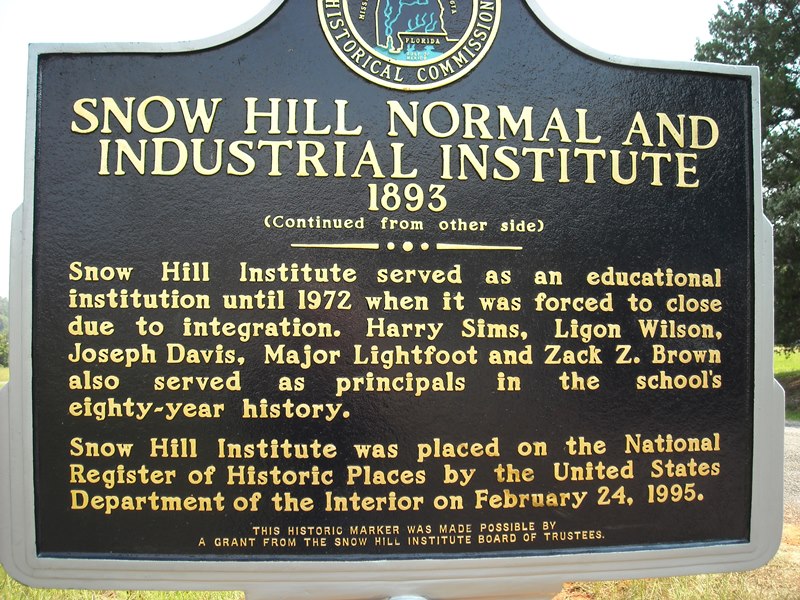 FLORIDA
HISTORICAL COMMISSION
SNOW HILL NORMAL AND
INDUSTRIAL INSTITUTE
1893
(Continued from other side)
Snow Hill Institute served as an educational
institution until 1972 when it was forced to close
due to integration. Harry Sims, Ligon Wilson,
Joseph Davis, Major Lightfoot and Zack Z. Brown
also served as principals in the school's
eighty-year history.
Snow Hill Institute was placed on the National
Register of Historic Places by the United States
Department of the Interior on February 24, 1995.
THIS HISTORIC MARKER WAS MADE POSSIBLE BY
A GRANT FROM THE SNOW HILL INSTITUTE BOARD OF TRUSTEES.